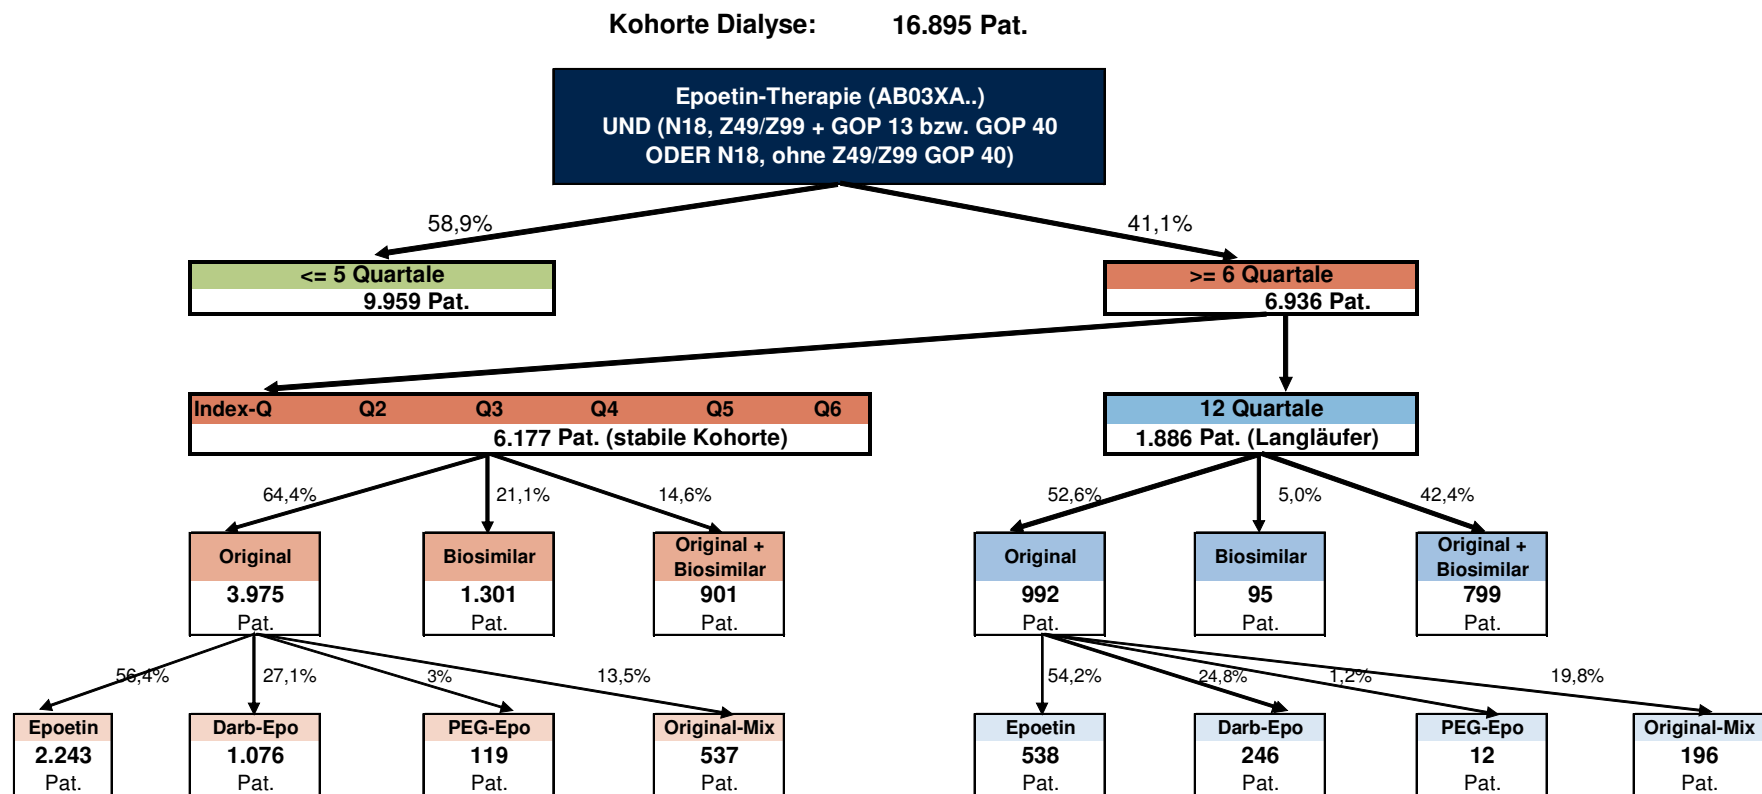 Kohorte Dialyse: 16.895 Pat.
Epoetin-Therapie (AB03XA..)
UND (N18, Z49/Z99 + GOP 13 bzw. GOP 40
ODER N18, ohne Z49/Z99 GOP 40)
58,9% 41,1%
<= 5 Quartale
9.959 Pat.
>= 6 Quartale
6.936 Pat.
Index-Q Q2 Q3 Q4 Q5 Q6
6.177 Pat. (stabile Kohorte)
12 Quartale
1.886 Pat. (Langläufer)
64,4% 21,1% 14,6% 52,6% 5,0% 42,4%
Original
3.975
Pat.
Biosimilar
1.301
Pat.
Original +
Biosimilar
901
Pat.
Original
992
Pat.
Biosimilar
95
Pat.
Original +
Biosimilar
799
Pat.
56,4% 27,1% 3% 13,5% 54,2% 24,8% 1,2% 19,8%
Epoetin
2.243
Pat.
Darb-Epo
1.076
Pat.
PEG-Epo
119
Pat.
Original-Mix
537
Pat.
Epoetin
538
Pat.
Darb-Epo
246
Pat.
PEG-Epo
12
Pat.
Original-Mix
196
Pat.